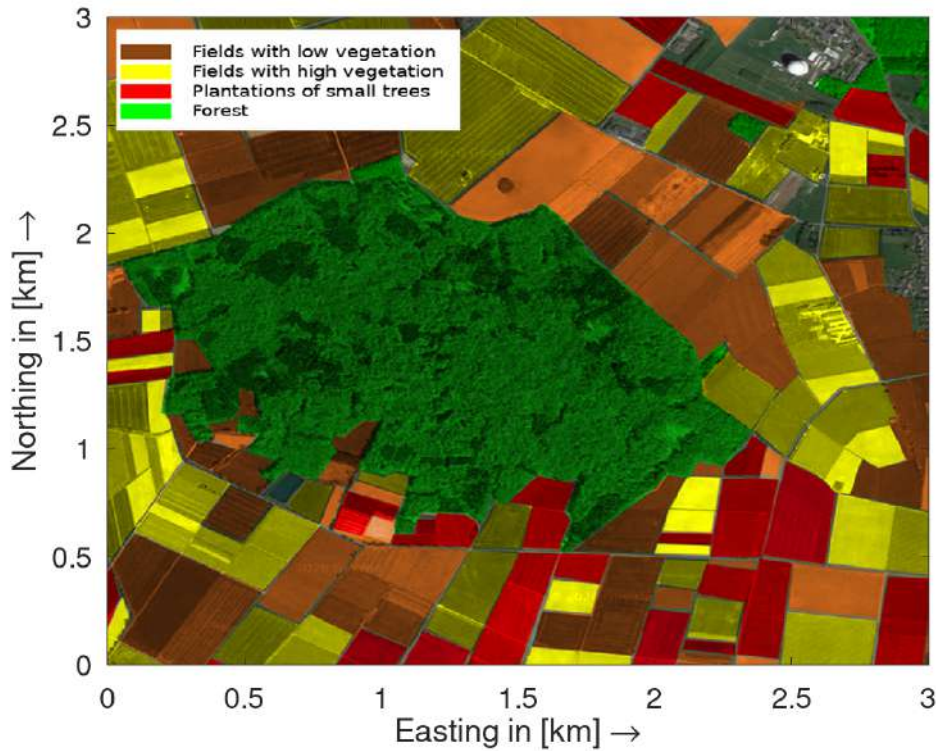 3
Fields with low vegetation
Fields with high vegetation
Plantations of small trees
Forest
2.5
2
1.5
1
0.5
0
Northing in [km] →
0 0.5 1 1.5 2 2.5 3
Easting in [km] →